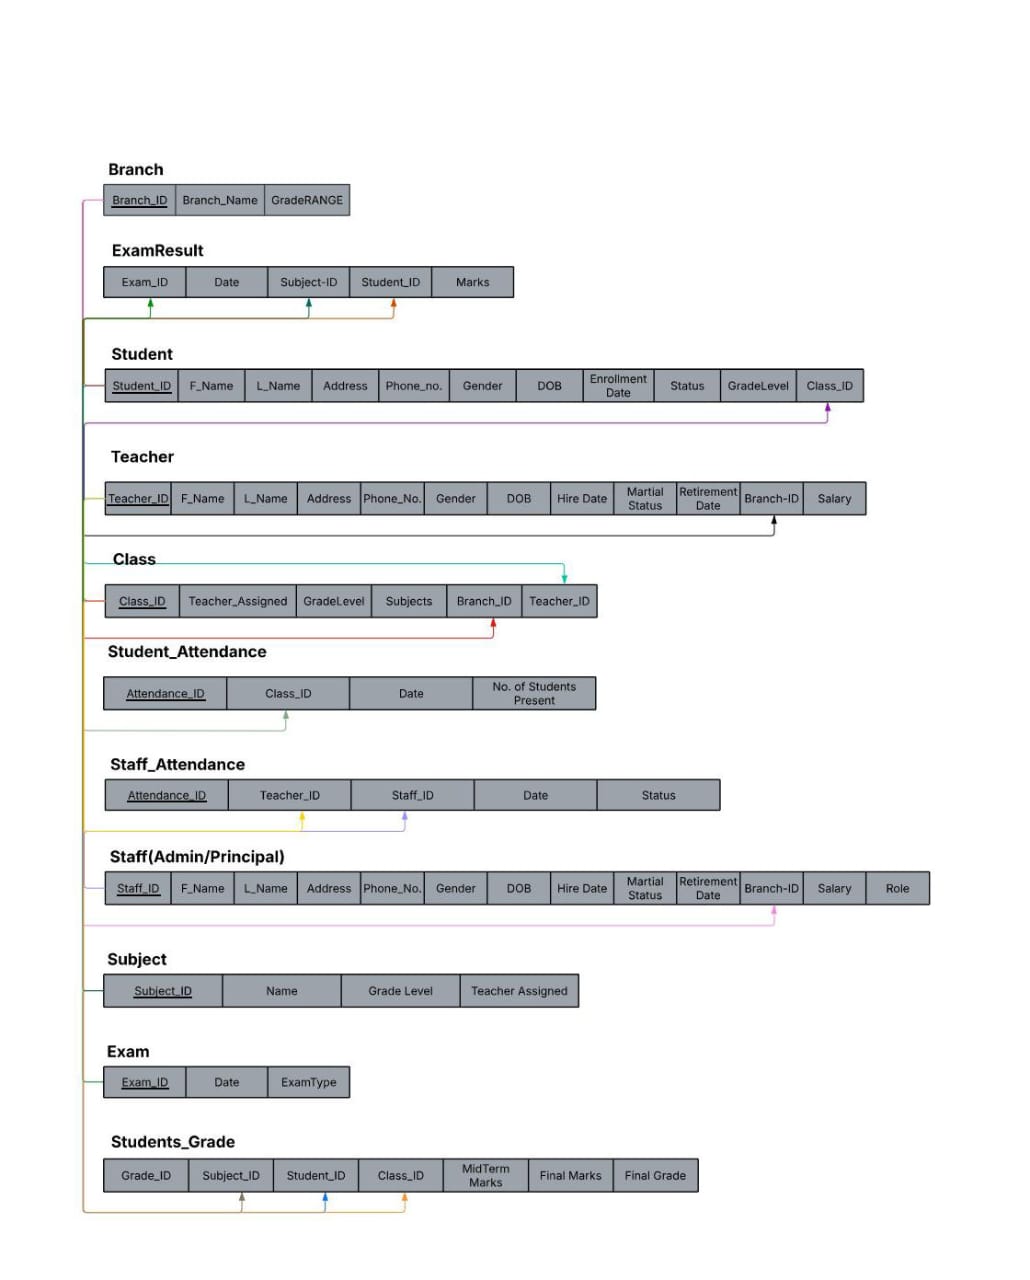 Branch
Branch_ID Branch_Name GradeRANGE
ExamResult
Exam_ID Date Subject-ID Student_ID Marks
Student
Student_ID F_Name L_Name Address Phone_no. Gender DOB Enrollment Date Status GradeLevel Class_ID
Teacher
Teacher_ID F_Name L_Name Address Phone_No. Gender DOB Hire Date Martial Status Retirement Date Branch-ID Salary
Class
Class_ID Teacher_Assigned GradeLevel Subjects Branch_ID Teacher_ID
Student_Attendance
Attendance_ID Class_ID Date No. of Students Present
Staff_Attendance
Attendance_ID Teacher_ID Staff_ID Date Status
Staff(Admin/Principal)
Staff_ID F_Name L_Name Address Phone_No. Gender DOB Hire Date Martial Status Retirement Date Branch-ID Salary Role
Subject
Subject_ID Name Grade Level Teacher Assigned
Exam
Exam_ID Date ExamType
Students_Grade
Grade_ID Subject_ID Student_ID Class_ID MidTerm Marks Final Marks Final Grade